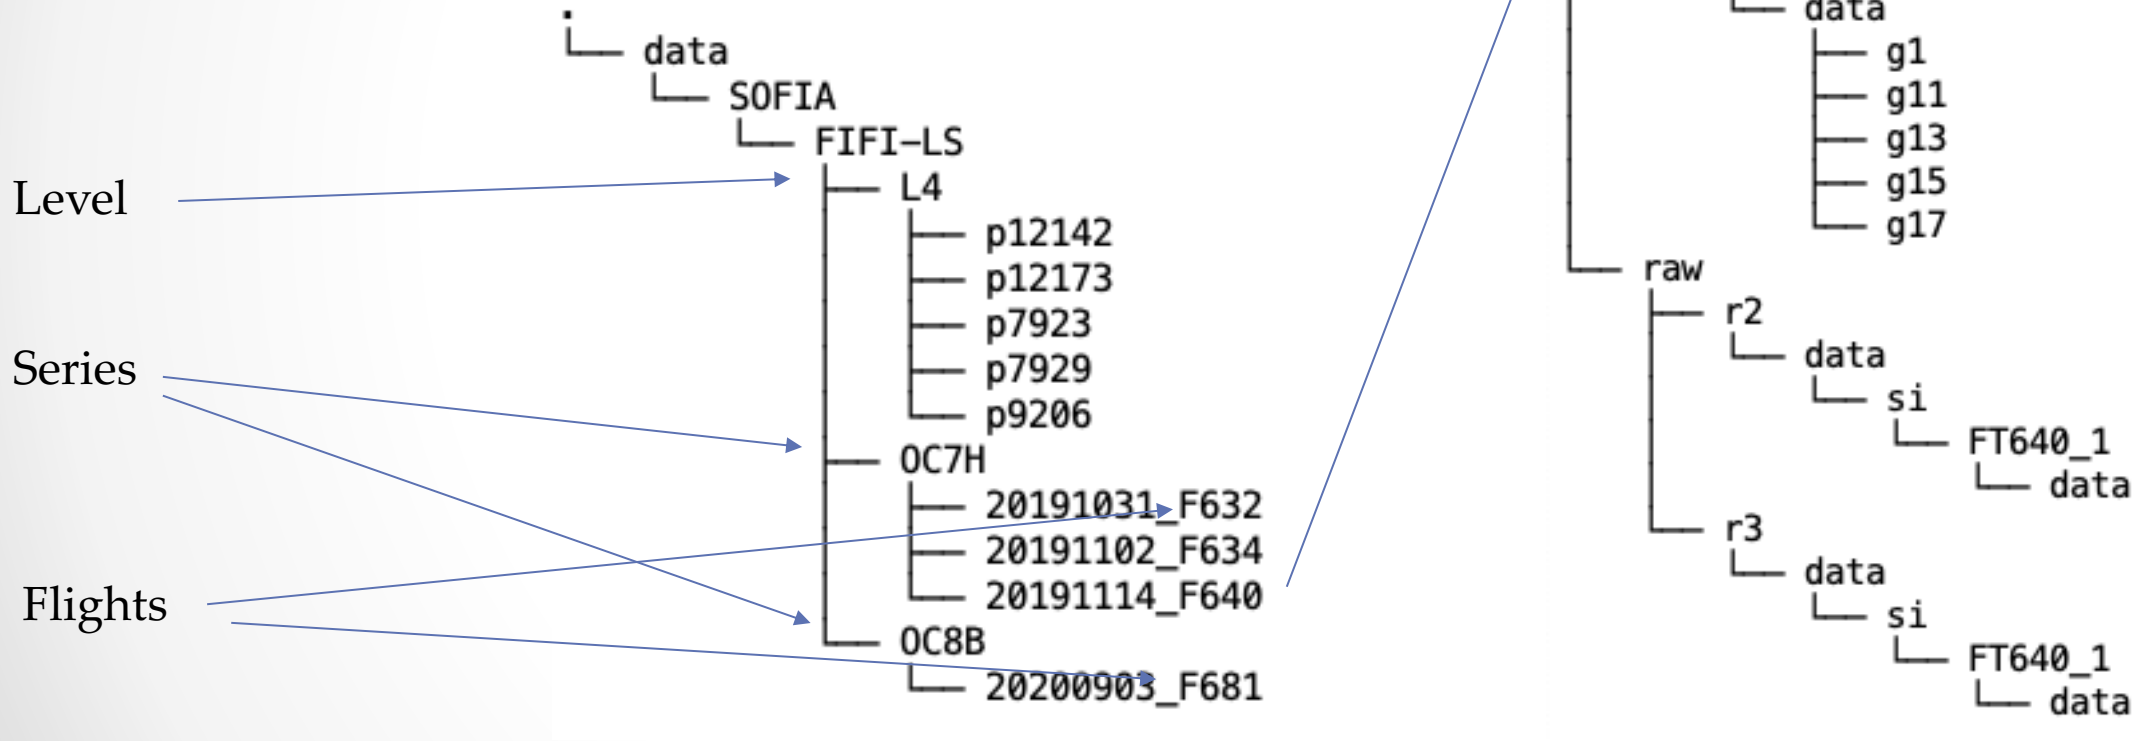 .
└── data
└── SOFIA
└── FIFI–LS
├── L4
├── p12142
├── p12173
├── p7923
├── p7929
└── p9206
├── OC7H
├── 20191031_F632
├── 20191102_F634
└── 20191114_F640
└── OC8B
└── 20200903_F681
Level
Series
Flights
└── data
├── g1
├── g11
├── g13
├── g15
└── g17
└── raw
├── r2
└── data
└── si
└── FT640_1
└── data
└── r3
└── data
└── si
└── FT640_1
└── data